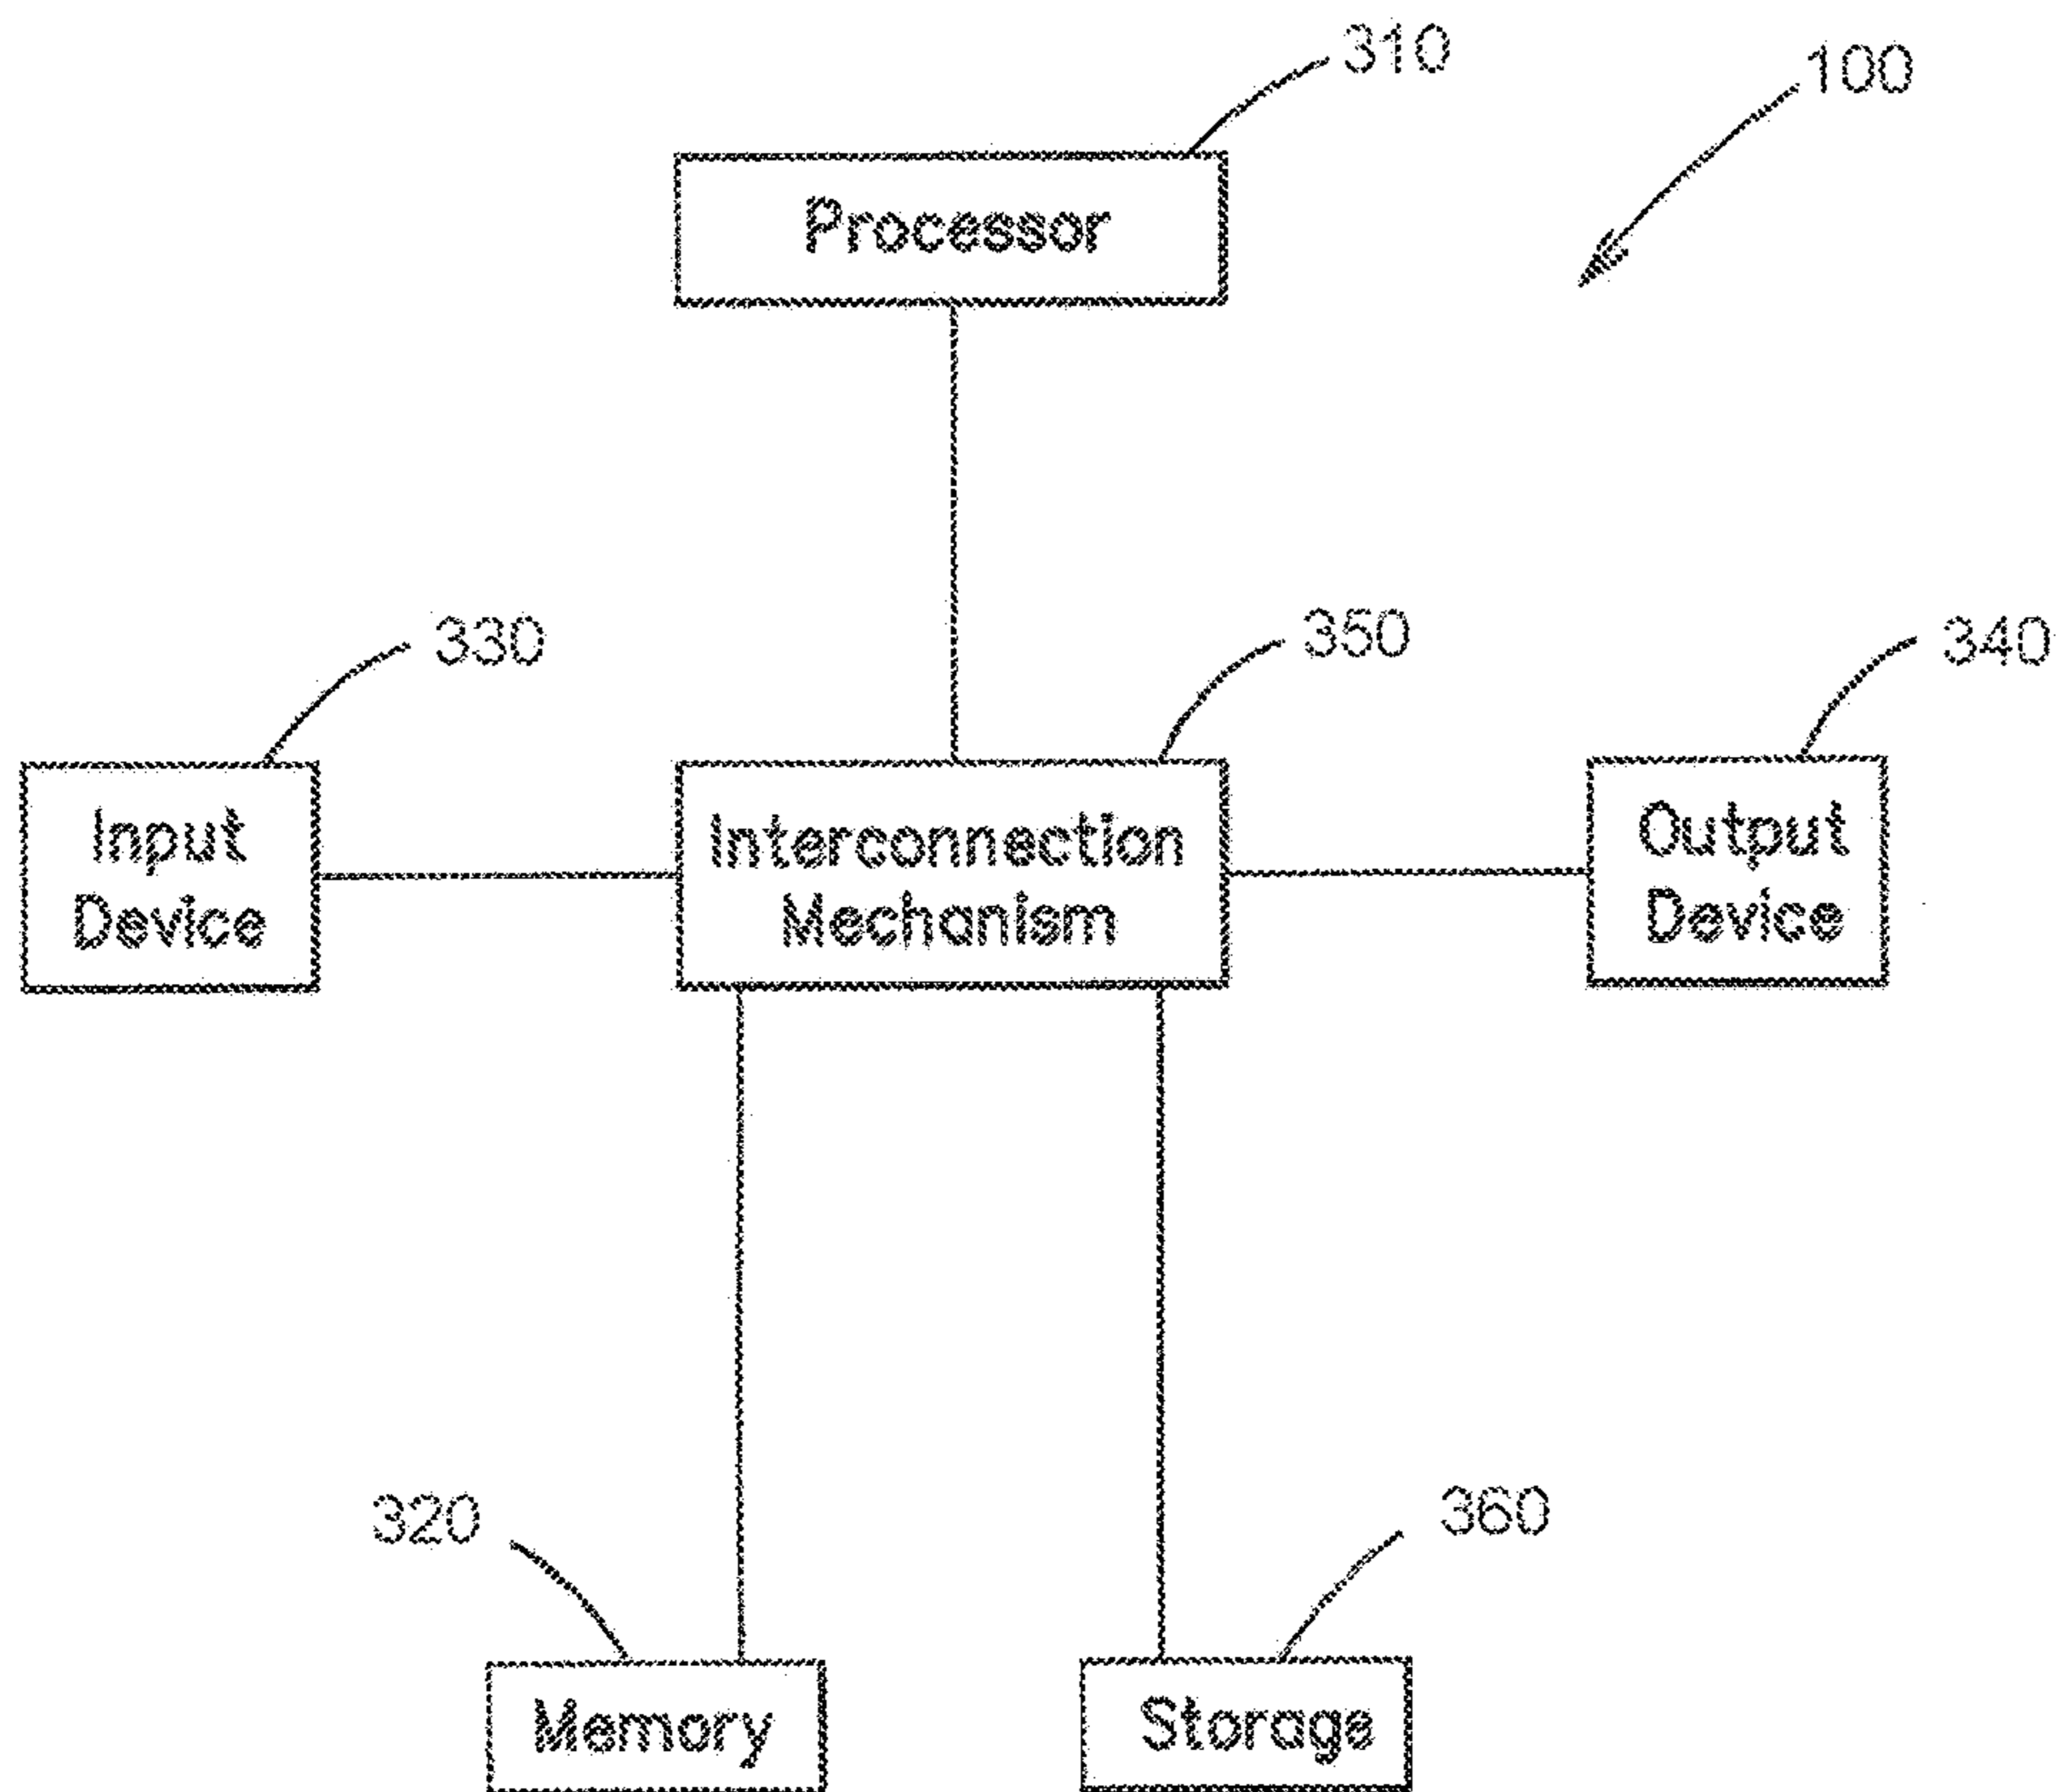 310
100
Processor
330
350
340
Input
Device
Interconnection
Mechanism
Output
Device
320
360
Memory
Storage